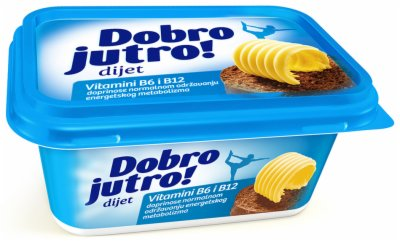 Dobro
jutro!
dijet
Vitamini B6 i B12
doprinose normalnom održavanju
energetskog metabolizma
Dobro
jutro!
dijet
Vitamini B6 i B12
doprinose normalnom
održavanju energetskog
metabolizma